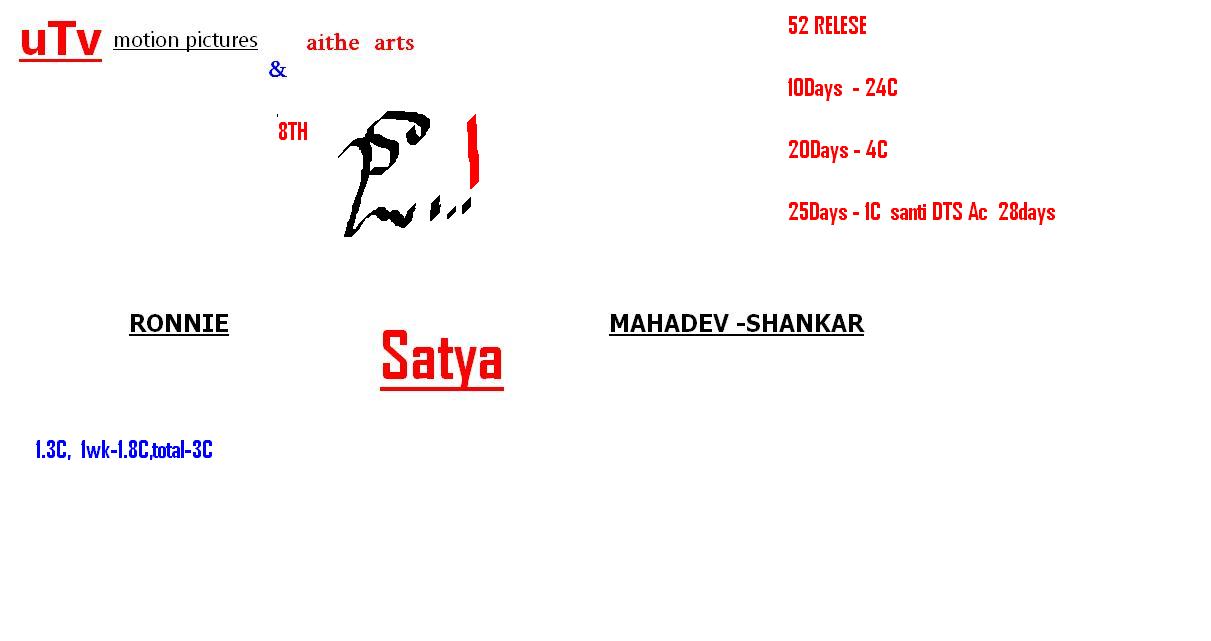 uTv motion pictures
& aithe arts
8TH
52 RELESE
10Days - 24C
20Days - 4C
25Days - 1C santi DTS Ac 28days
RONNIE
Satya
MAHADEV -SHANKAR
1.3C, 1wk-1.8C,total-3C